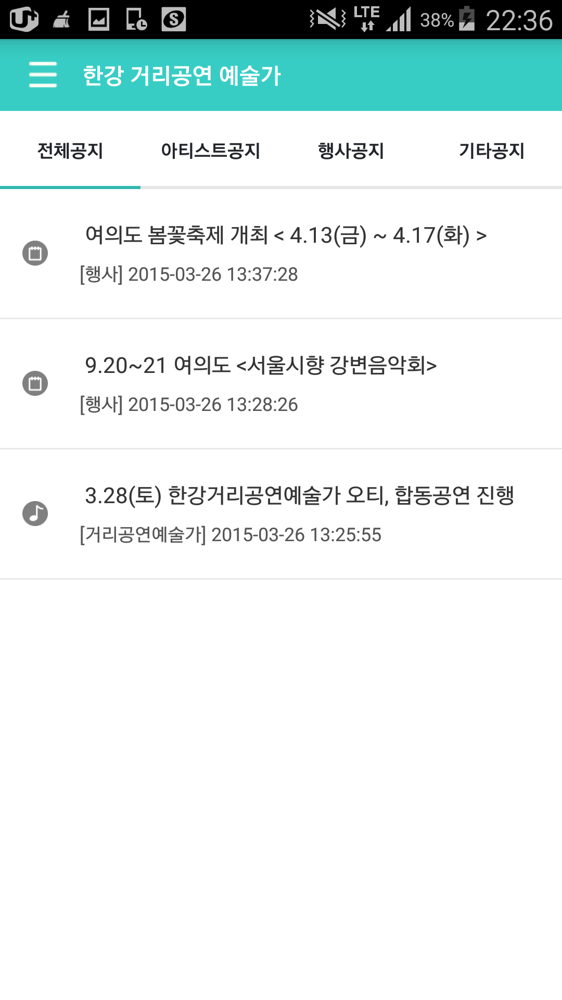 LTE 38% 22:36
한강 거리공연 예술가
전체공지 아티스트공지 행사공지 기타공지
여의도 봄꽃축제 개최 < 4.13(금) ~ 4.17(화) >
[행사] 2015-03-26 13:37:28
9.20~21 여의도 <서울시향 강변음악회>
[행사] 2015-03-26 13:28:26
3.28(토) 한강거리공연예술가 오티, 합동공연 진행
[거리공연예술가] 2015-03-26 13:25:55